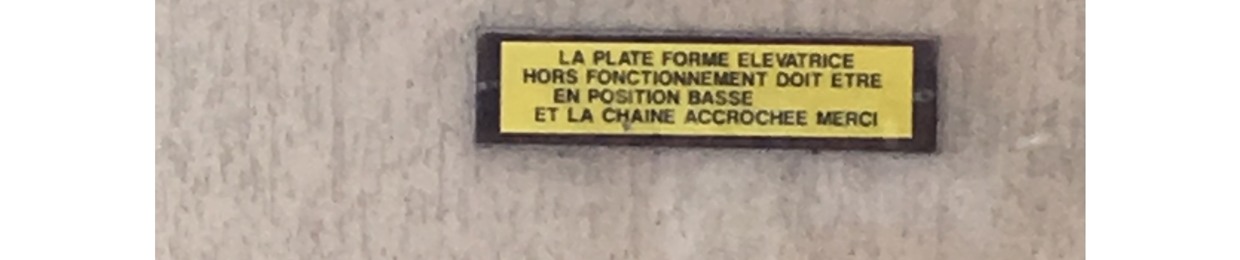 LA PLATE FORME ELEVATRICE
HORS FONCTIONNEMENT DOIT ETRE
EN POSITION BASSE
ET LA CHAINE ACCROCHEE MERCI